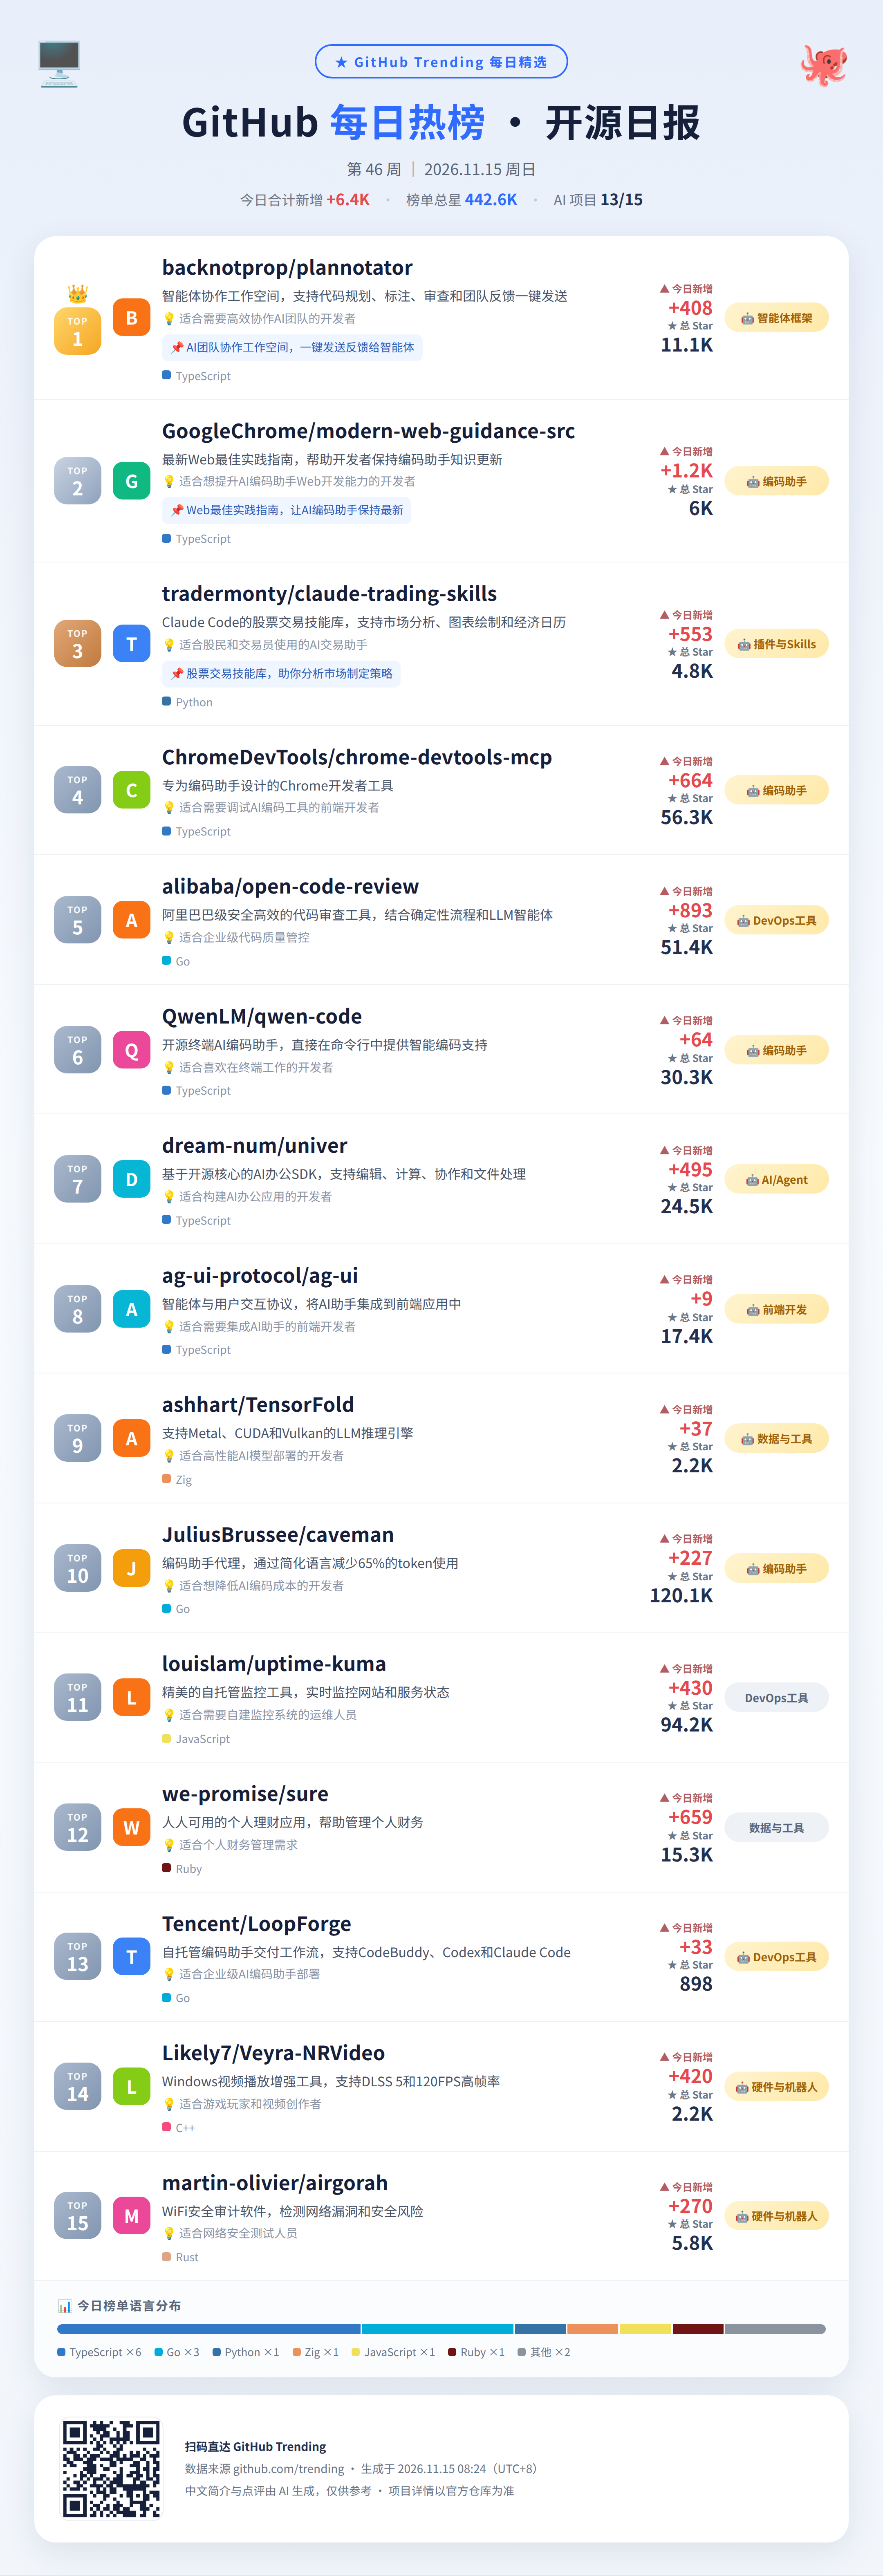 ★ GitHub Trending 每日精选
GitHub 每日热榜 · 开源日报
第 46 周 | 2026.11.15 周日
今日合计新增 +6.4K · 榜单总星 442.6K · AI 项目 13/15
TOP
1
B
backnotprop/plannotator
智能体协作工作空间，支持代码规划、标注、审查和团队反馈一键发送
💡 适合需要高效协作AI团队的开发者
📌 AI团队协作工作空间，一键发送反馈给智能体
TypeScript
▲ 今日新增
+408
★ 总 Star
11.1K
🤖 智能体框架
TOP
2
G
GoogleChrome/modern-web-guidance-src
最新Web最佳实践指南，帮助开发者保持编码助手知识更新
💡 适合想提升AI编码助手Web开发能力的开发者
📌 Web最佳实践指南，让AI编码助手保持最新
TypeScript
▲ 今日新增
+1.2K
★ 总 Star
6K
🤖 编码助手
TOP
3
T
tradermonty/claude-trading-skills
Claude Code的股票交易技能库，支持市场分析、图表绘制和经济日历
💡 适合股民和交易员使用的AI交易助手
📌 股票交易技能库，助你分析市场制定策略
Python
▲ 今日新增
+553
★ 总 Star
4.8K
🤖 插件与Skills
TOP
4
C
ChromeDevTools/chrome-devtools-mcp
专为编码助手设计的Chrome开发者工具
💡 适合需要调试AI编码工具的前端开发者
TypeScript
▲ 今日新增
+664
★ 总 Star
56.3K
🤖 编码助手
TOP
5
A
alibaba/open-code-review
阿里巴巴级安全高效的代码审查工具，结合确定性流程和LLM智能体
💡 适合企业级代码质量管控
Go
▲ 今日新增
+893
★ 总 Star
51.4K
🤖 DevOps工具
TOP
6
Q
QwenLM/qwen-code
开源终端AI编码助手，直接在命令行中提供智能编码支持
💡 适合喜欢在终端工作的开发者
TypeScript
▲ 今日新增
+64
★ 总 Star
30.3K
🤖 编码助手
TOP
7
D
dream-num/univer
基于开源核心的AI办公SDK，支持编辑、计算、协作和文件处理
💡 适合构建AI办公应用的开发者
TypeScript
▲ 今日新增
+495
★ 总 Star
24.5K
🤖 AI/Agent
TOP
8
A
ag-ui-protocol/ag-ui
智能体与用户交互协议，将AI助手集成到前端应用中
💡 适合需要集成AI助手的前端开发者
TypeScript
▲ 今日新增
+9
★ 总 Star
17.4K
🤖 前端开发
TOP
9
A
ashhart/TensorFold
支持Metal、CUDA和Vulkan的LLM推理引擎
💡 适合高性能AI模型部署的开发者
Zig
▲ 今日新增
+37
★ 总 Star
2.2K
🤖 数据与工具
TOP
10
J
JuliusBrussee/caveman
编码助手代理，通过简化语言减少65%的token使用
💡 适合想降低AI编码成本的开发者
Go
▲ 今日新增
+227
★ 总 Star
120.1K
🤖 编码助手
TOP
11
L
louislam/uptime-kuma
精美的自托管监控工具，实时监控网站和服务状态
💡 适合需要自建监控系统的运维人员
JavaScript
▲ 今日新增
+430
★ 总 Star
94.2K
DevOps工具
TOP
12
W
we-promise/sure
人人可用的个人理财应用，帮助管理个人财务
💡 适合个人财务管理需求
Ruby
▲ 今日新增
+659
★ 总 Star
15.3K
数据与工具
TOP
13
T
Tencent/LoopForge
自托管编码助手交付工作流，支持CodeBuddy、Codex和Claude Code
💡 适合企业级AI编码助手部署
Go
▲ 今日新增
+33
★ 总 Star
898
🤖 DevOps工具
TOP
14
L
Likely7/Veyra-NRVideo
Windows视频播放增强工具，支持DLSS 5和120FPS高帧率
💡 适合游戏玩家和视频创作者
C++
▲ 今日新增
+420
★ 总 Star
2.2K
🤖 硬件与机器人
TOP
15
M
martin-olivier/airgorah
WiFi安全审计软件，检测网络漏洞和安全风险
💡 适合网络安全测试人员
Rust
▲ 今日新增
+270
★ 总 Star
5.8K
🤖 硬件与机器人
📊 今日榜单语言分布
TypeScript ×6 Go ×3 Python ×1 Zig ×1 JavaScript ×1 Ruby ×1 其他 ×2
扫码直达 GitHub Trending
数据来源 github.com/trending · 生成于 2026.11.15 08:24（UTC+8）
中文简介与点评由 AI 生成，仅供参考 · 项目详情以官方仓库为准